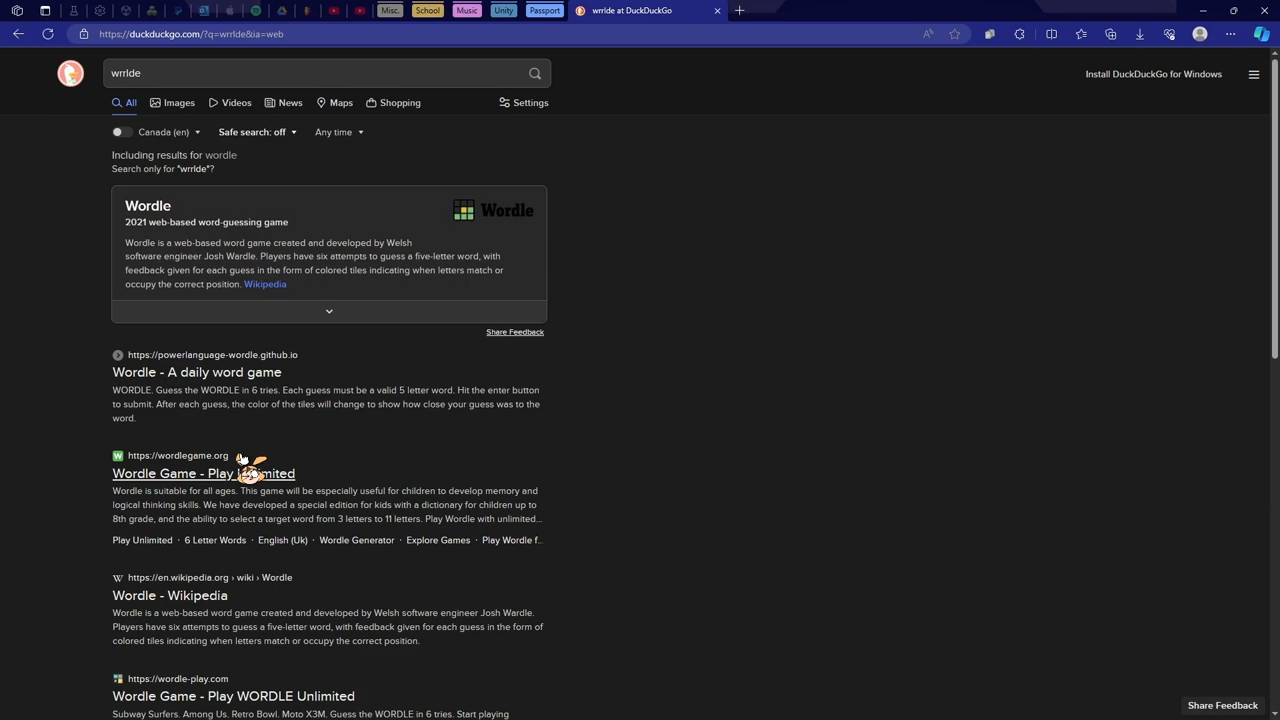 Misc. School Music Unity Passport wrrlde at DuckDuckGo
https://duckduckgo.com/?q=wrrlde&ia=web
wrrlde
Install DuckDuckGo for Windows
All Images Videos News Maps Shopping Settings
Canada (en) Safe search: off Any time
Including results for wordle
Search only for "wrrlde"?
Wordle
2021 web-based word-guessing game
Wordle
Wordle is a web-based word game created and developed by Welsh
software engineer Josh Wardle. Players have six attempts to guess a five-letter word, with
feedback given for each guess in the form of colored tiles indicating when letters match or
occupy the correct position. Wikipedia
Share Feedback
https://powerlanguage-wordle.github.io
Wordle - A daily word game
WORDLE. Guess the WORDLE in 6 tries. Each guess must be a valid 5 letter word. Hit the enter button
to submit. After each guess, the color of the tiles will change to show how close your guess was to the
word.
https://wordlegame.org
Wordle Game - Play
Wordle is suitable for all ages. This game will be especially useful for children to develop memory and
logical thinking skills. We have developed a special edition for kids with a dictionary for children up to
8th grade, and the ability to select a target word from 3 letters to 11 letters. Play Wordle with unlimited...
Play Unlimited · 6 Letter Words · English (Uk) · Wordle Generator · Explore Games · Play Wordle f...
https://en.wikipedia.org › wiki › Wordle
Wordle - Wikipedia
Wordle is a web-based word game created and developed by Welsh software engineer Josh Wardle.
Players have six attempts to guess a five-letter word, with feedback given for each guess in the form of
colored tiles indicating when letters match or occupy the correct position.
https://wordle-play.com
Wordle Game - Play WORDLE Unlimited
Subway Surfers. Among Us. Retro Bowl. Moto X3M. Guess the WORDLE in 6 tries. Start playing
Share Feedback